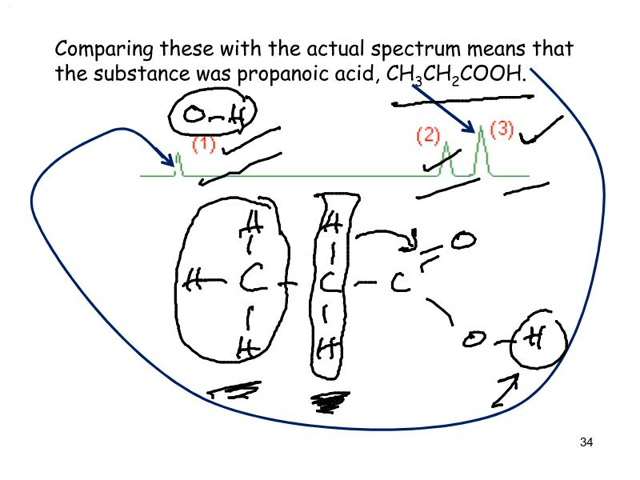 Comparing these with the actual spectrum means that
the substance was propanoic acid, CH₃CH₂COOH.
O-H
(1) (2) (3)
H H
H-C-C-C=O
H H O-H
34